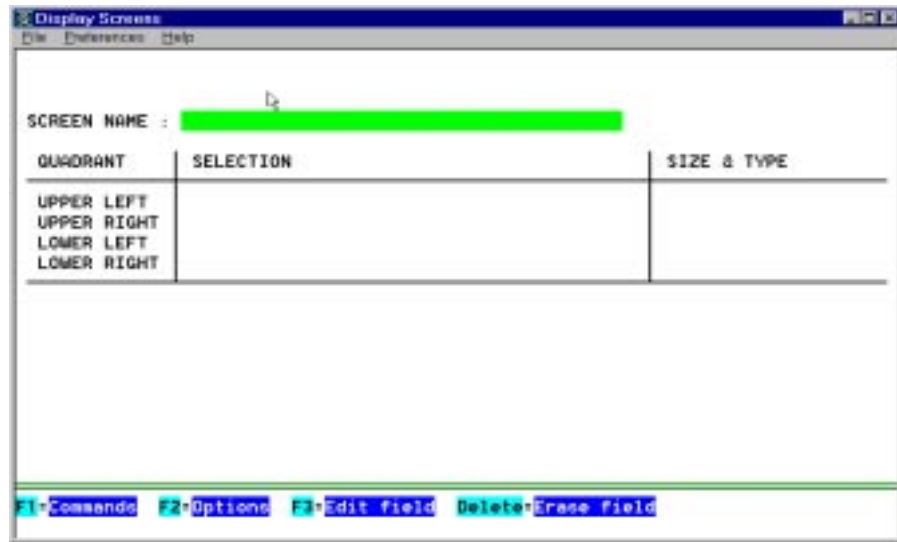 Display Screens
File Preferences Help
SCREEN NAME :
QUADRANT SELECTION SIZE & TYPE
UPPER LEFT
UPPER RIGHT
LOWER LEFT
LOWER RIGHT
F1=Commands F2=Options F3=Edit field Delete=Erase field